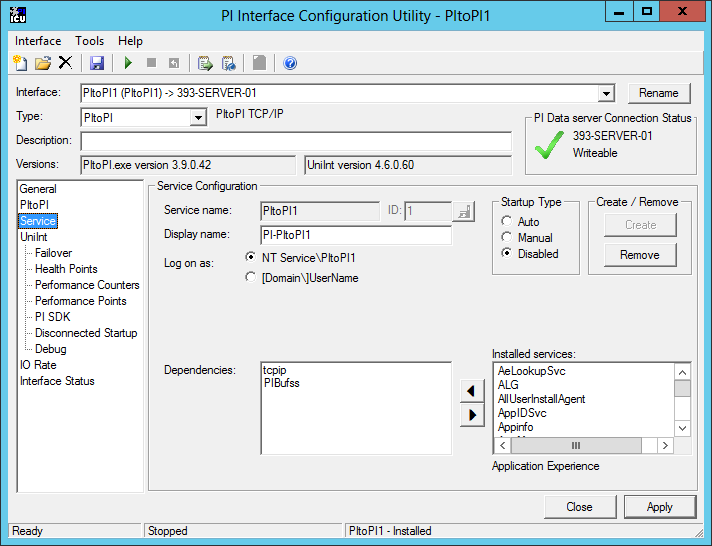 ICU
PI Interface Configuration Utility - PItoPI1
Interface Tools Help
Interface: PItoPI1 (PItoPI1) -> 393-SERVER-01 Rename
Type: PItoPI PItoPI TCP/IP
PI Data server Connection Status
393-SERVER-01
Writeable
Description:
Versions: PItoPI.exe version 3.9.0.42 UniInt version 4.6.0.60
General
PItoPI
Service
UniInt
Failover
Health Points
Performance Counters
Performance Points
PI SDK
Disconnected Startup
Debug
IO Rate
Interface Status
Service Configuration
Service name: PItoPI1 ID: 1
Display name: PI-PItoPI1
Log on as: NT Service\PItoPI1
[Domain\]UserName
Startup Type
Auto
Manual
Disabled
Create / Remove
Create
Remove
Dependencies:
tcpip
PIBufss
Installed services:
AeLookupSvc
ALG
AllUserInstallAgent
AppIDSvc
Appinfo
Application Experience
Close Apply
Ready Stopped PItoPI1 - Installed